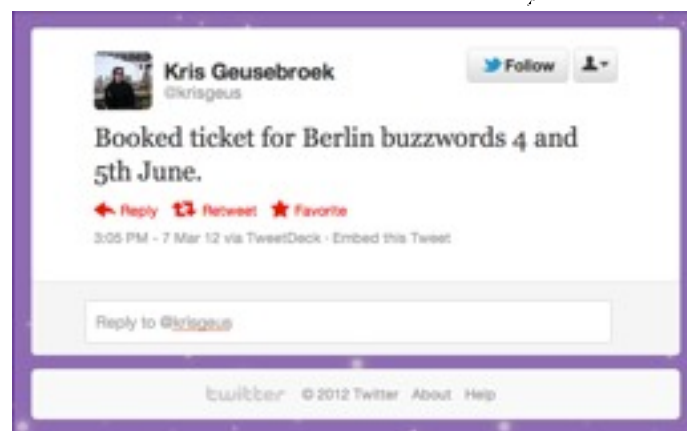 Kris Geusebroek
Follow
@krisgeus
Booked ticket for Berlin buzzwords 4 and
5th June.
Reply Retweet Favorite
3:05 PM - 7 Mar 12 via TweetDeck · Embed this Tweet
Reply to @krisgeus
twitter © 2012 Twitter About Help